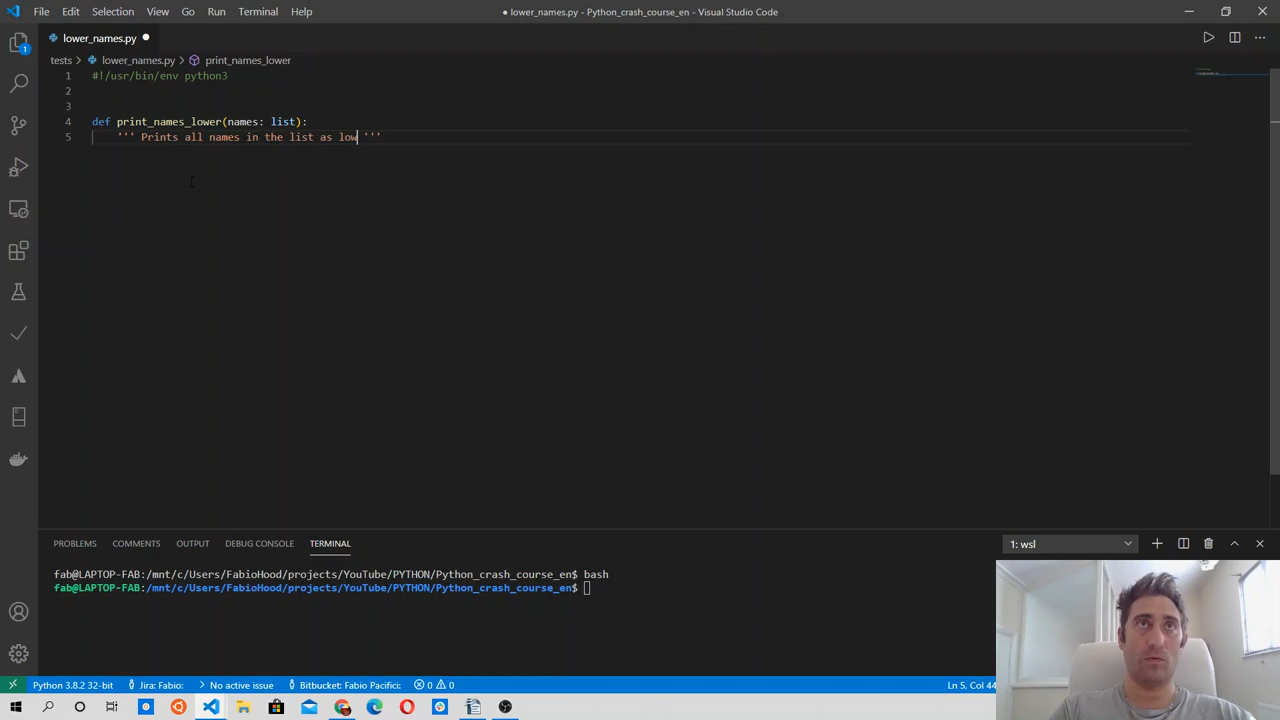 File Edit Selection View Go Run Terminal Help
● lower_names.py - Python_crash_course_en - Visual Studio Code
lower_names.py ●
tests > lower_names.py > print_names_lower
1 #!/usr/bin/env python3
2
3
4 def print_names_lower(names: list):
5 ''' Prints all names in the list as low '''
1
PROBLEMS COMMENTS OUTPUT DEBUG CONSOLE TERMINAL
1: wsl
fab@LAPTOP-FAB:/mnt/c/Users/FabioHood/projects/YouTube/PYTHON/Python_crash_course_en$ bash
fab@LAPTOP-FAB:/mnt/c/Users/FabioHood/projects/YouTube/PYTHON/Python_crash_course_en$
Python 3.8.2 32-bit Jira: Fabio: No active issue Bitbucket: Fabio Pacifici: 0 0 Ln 5, Col 44